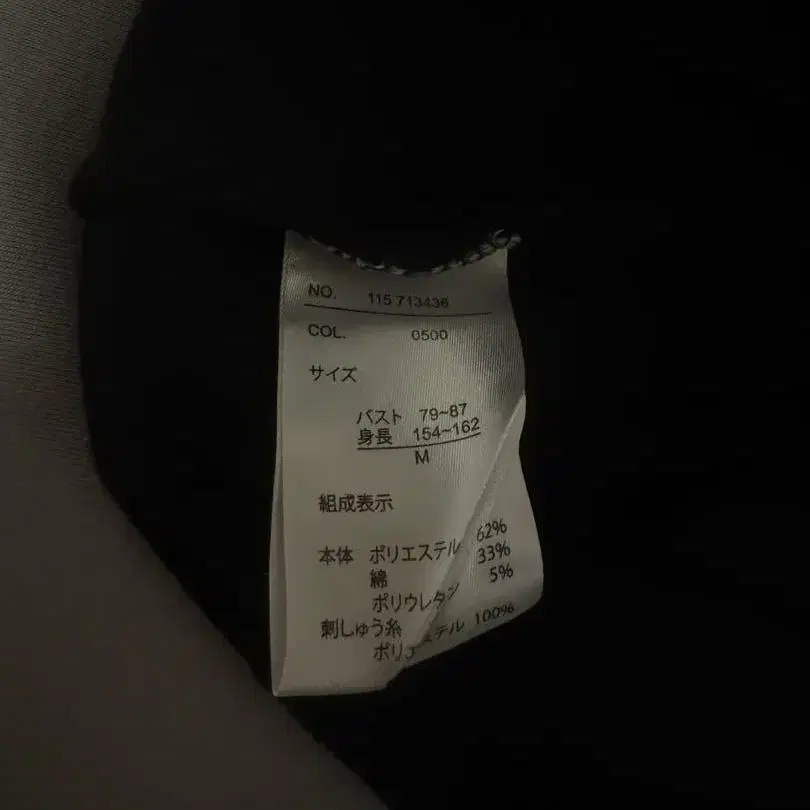 NO. 115 713436
COL. 0500
サイズ
バスト 79~87
身長 154~162
M
組成表示
本体 ポリエステル 62%
綿 33%
ポリウレタン 5%
刺しゅう糸
ポリエステル 100%